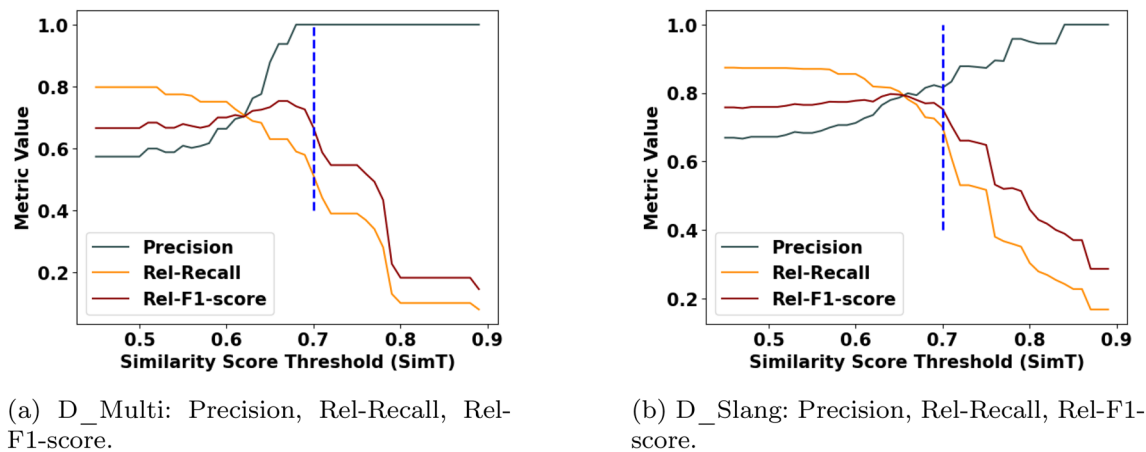 1.0
0.8
0.6
0.4
0.2
Metric Value
Precision
Rel-Recall
Rel-F1-score
0.5 0.6 0.7 0.8 0.9
Similarity Score Threshold (SimT)
(a) D_Multi: Precision, Rel-Recall, Rel-
F1-score.
1.0
0.8
0.6
0.4
0.2
Metric Value
Precision
Rel-Recall
Rel-F1-score
0.5 0.6 0.7 0.8 0.9
Similarity Score Threshold (SimT)
(b) D_Slang: Precision, Rel-Recall, Rel-F1-
score.